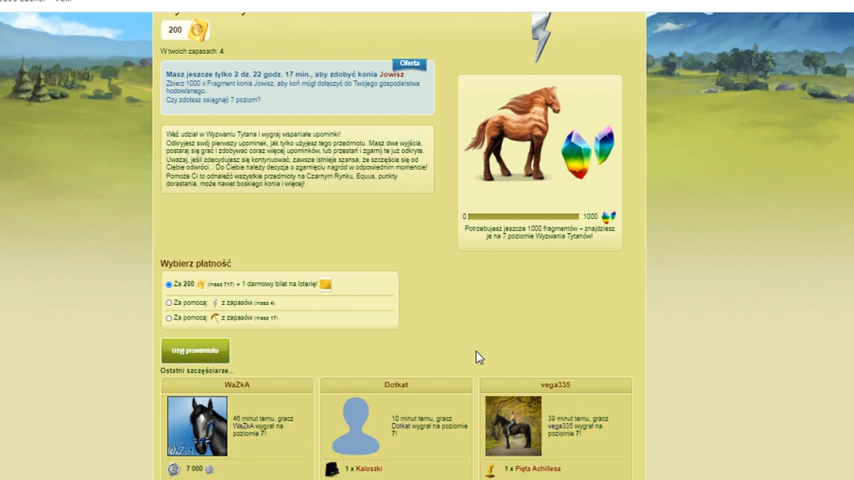 200
W twoich zapasach: 4
Oferta
Masz jeszcze tylko 2 dz. 22 godz. 17 min., aby zdobyć konia Jowisz
Zbierz 1000 x Fragment konia Jowisz, aby koń mógł dołączyć do Twojego gospodarstwa
hodowlanego.
Czy zdołasz osiągnąć 7 poziom?
Weź udział w Wyzwaniu Tytana i wygraj wspaniałe upominki!
Odkryjesz swój pierwszy upominek, jak tylko użyjesz tego przedmiotu. Masz dwa wyjścia,
postaraj się grać i zdobywać coraz więcej upominków, lub przestań i zgarnij te już odkryte.
Uważaj, jeśli zdecydujesz się kontynuować, zawsze istnieje szansa, że szczęście się od
Ciebie odwróci... Do Ciebie należy decyzja o zgarnięciu nagród w odpowiednim momencie!
Pomoże Ci to odnaleźć wszystkie przedmioty na Czarnym Rynku, Equus, punkty
dorastania, może nawet boskiego konia i więcej!
0 1000
Potrzebujesz jeszcze 1000 fragmentów – znajdziesz
je na 7 poziomie Wyzwania Tytanów!
Wybierz płatność
Za 200 (masz 717) + 1 darmowy bilet na loterię!
Za pomocą: z zapasów (masz 4)
Za pomocą: z zapasów (masz 17)
Użyj przedmiotu
Ostatni szczęściarze...
WaŻkA
46 minut temu, gracz
WaŻkA wygrał na
poziomie 7!
7 000
Dotkat
10 minut temu, gracz
Dotkat wygrał na poziomie
7!
1 x Kaloszki
vega335
39 minut temu, gracz
vega335 wygrał na
poziomie 7!
1 x Pięta Achillesa